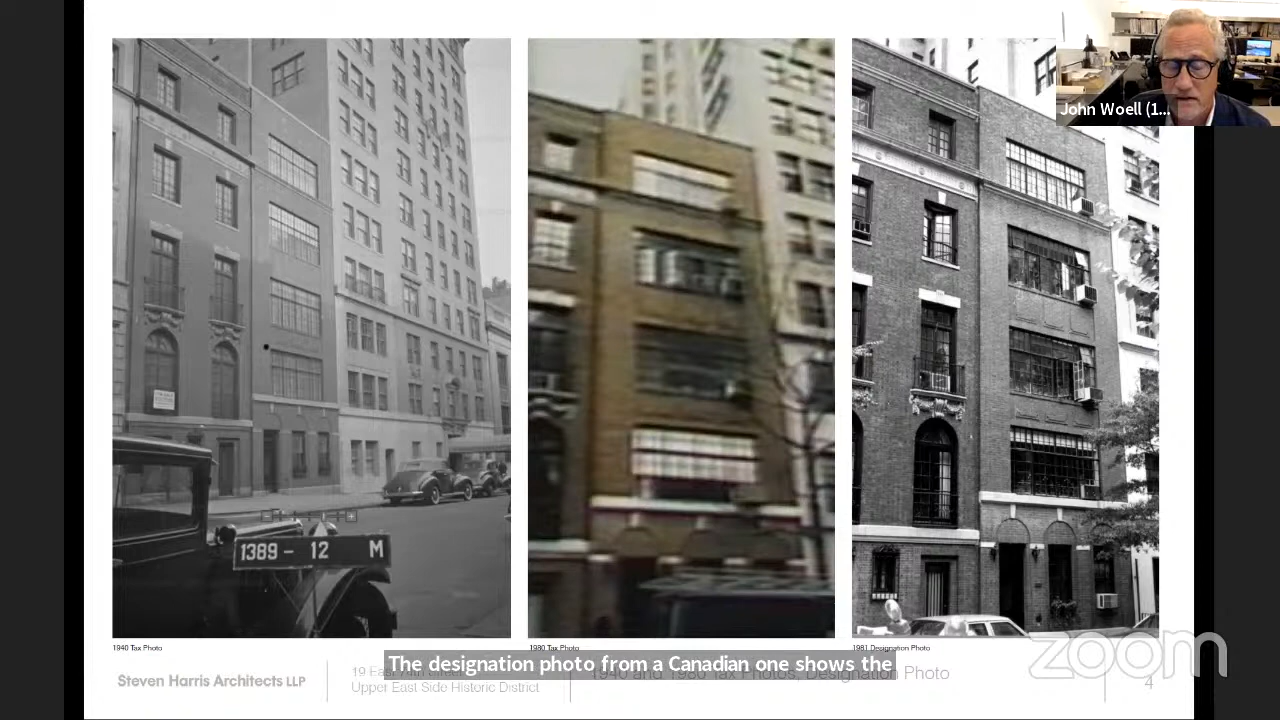 John Woell (1...
1389 - 12 M
1940 Tax Photo
1980 Tax Photo
1981 Designation Photo
The designation photo from a Canadian one shows the
Steven Harris Architects LLP
19 East
Upper East Side Historic District
1940 and 1980 Tax Photos, Designation Photo
4
zoom